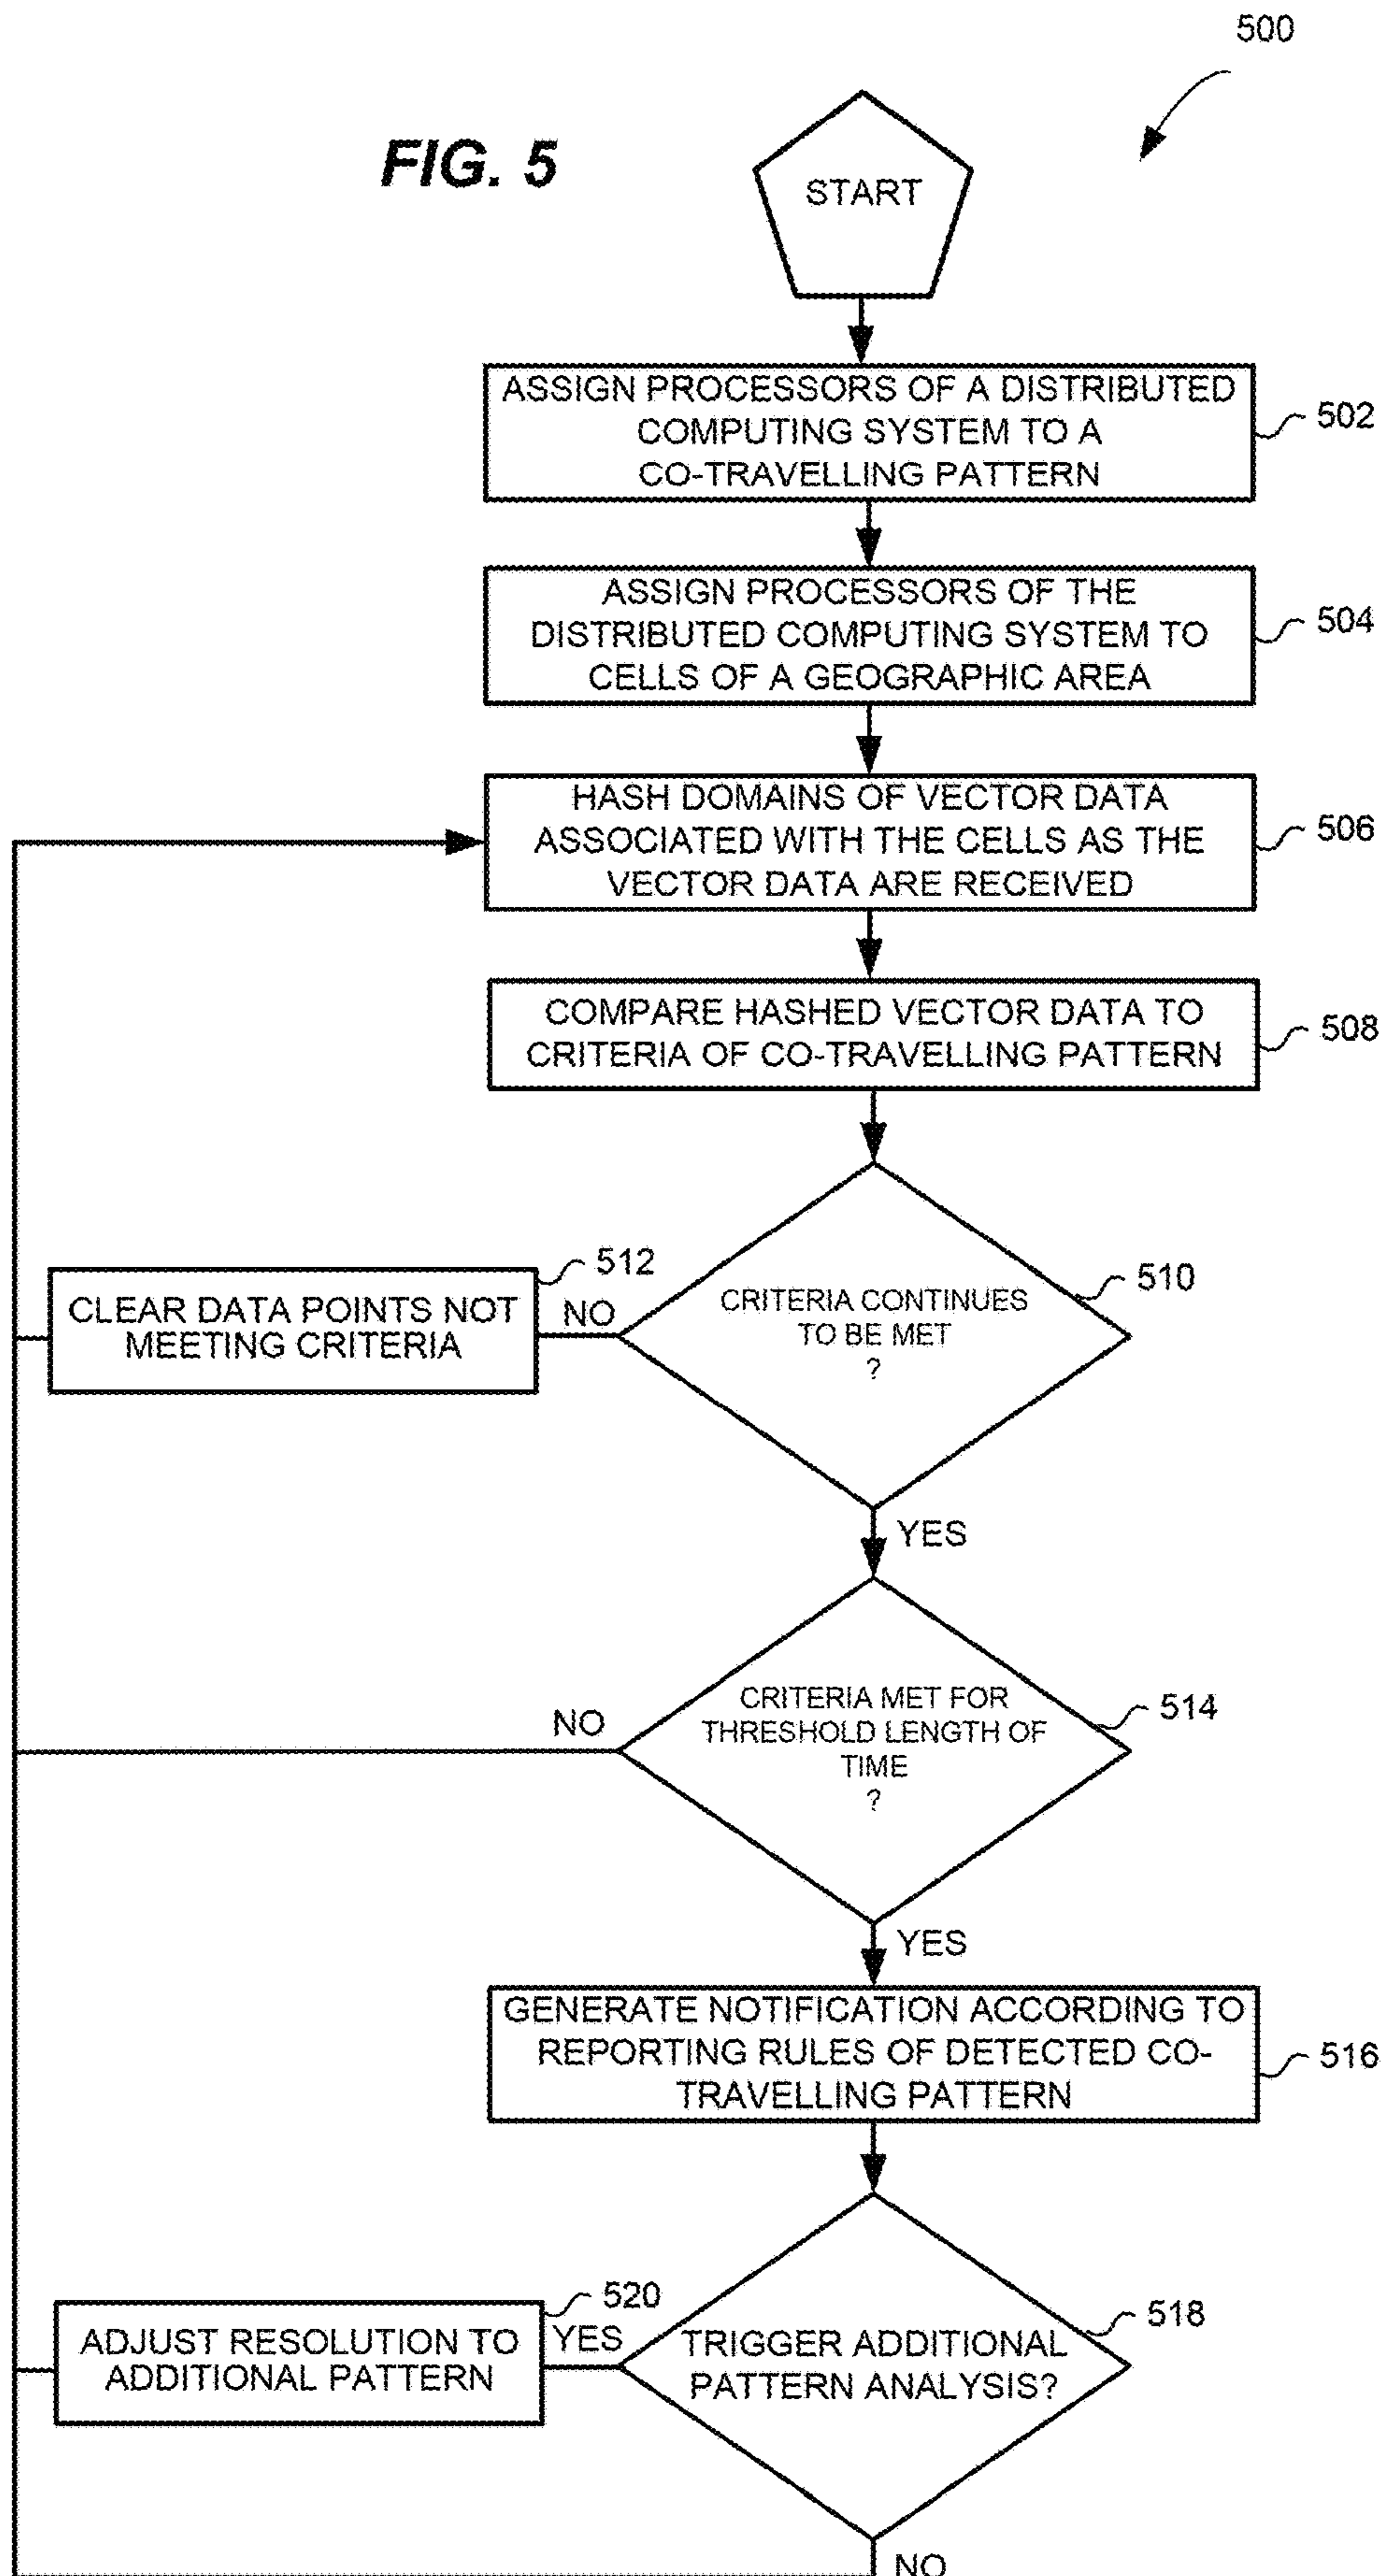 500
FIG. 5
START
ASSIGN PROCESSORS OF A DISTRIBUTED
COMPUTING SYSTEM TO A
CO-TRAVELLING PATTERN
502
ASSIGN PROCESSORS OF THE
DISTRIBUTED COMPUTING SYSTEM TO
CELLS OF A GEOGRAPHIC AREA
504
HASH DOMAINS OF VECTOR DATA
ASSOCIATED WITH THE CELLS AS THE
VECTOR DATA ARE RECEIVED
506
COMPARE HASHED VECTOR DATA TO
CRITERIA OF CO-TRAVELLING PATTERN
508
CRITERIA CONTINUES
TO BE MET
?
510
NO
512
CLEAR DATA POINTS NOT
MEETING CRITERIA
YES
CRITERIA MET FOR
THRESHOLD LENGTH OF
TIME
?
514
NO
YES
GENERATE NOTIFICATION ACCORDING TO
REPORTING RULES OF DETECTED CO-
TRAVELLING PATTERN
516
TRIGGER ADDITIONAL
PATTERN ANALYSIS?
518
YES
520
ADJUST RESOLUTION TO
ADDITIONAL PATTERN
NO